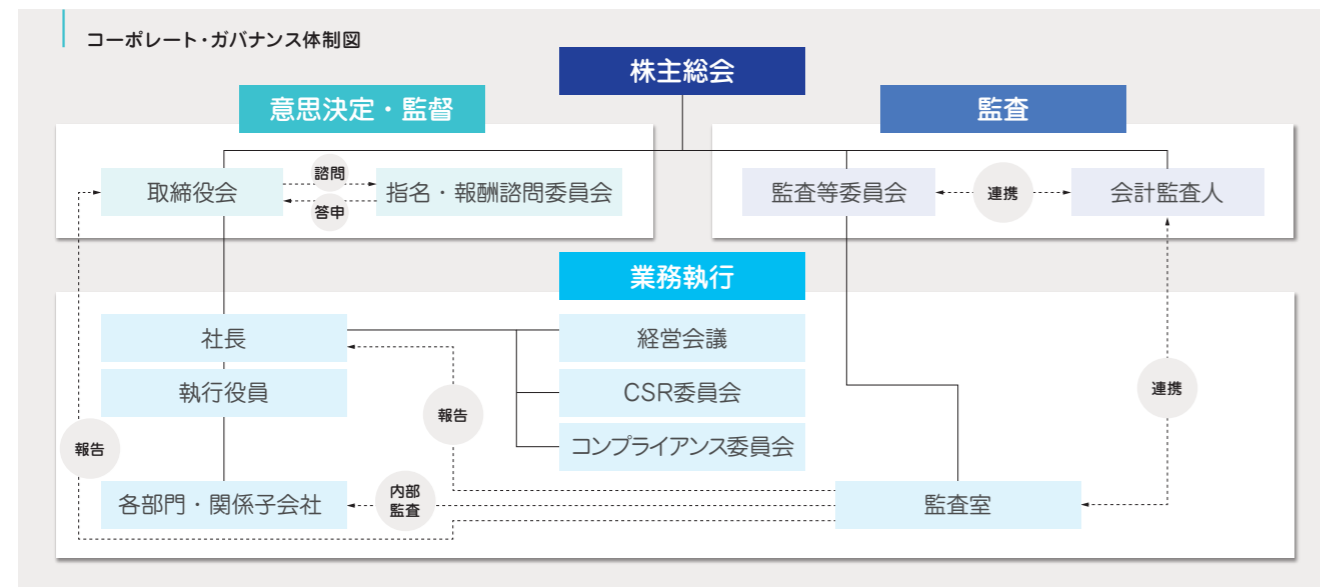 コーポレート・ガバナンス体制図
株主総会
意思決定・監督
監査
取締役会
諮問
答申
指名・報酬諮問委員会
監査等委員会
連携
会計監査人
業務執行
社長
経営会議
執行役員
CSR委員会
連携
報告
報告
コンプライアンス委員会
各部門・関係子会社
内部
監査
監査室